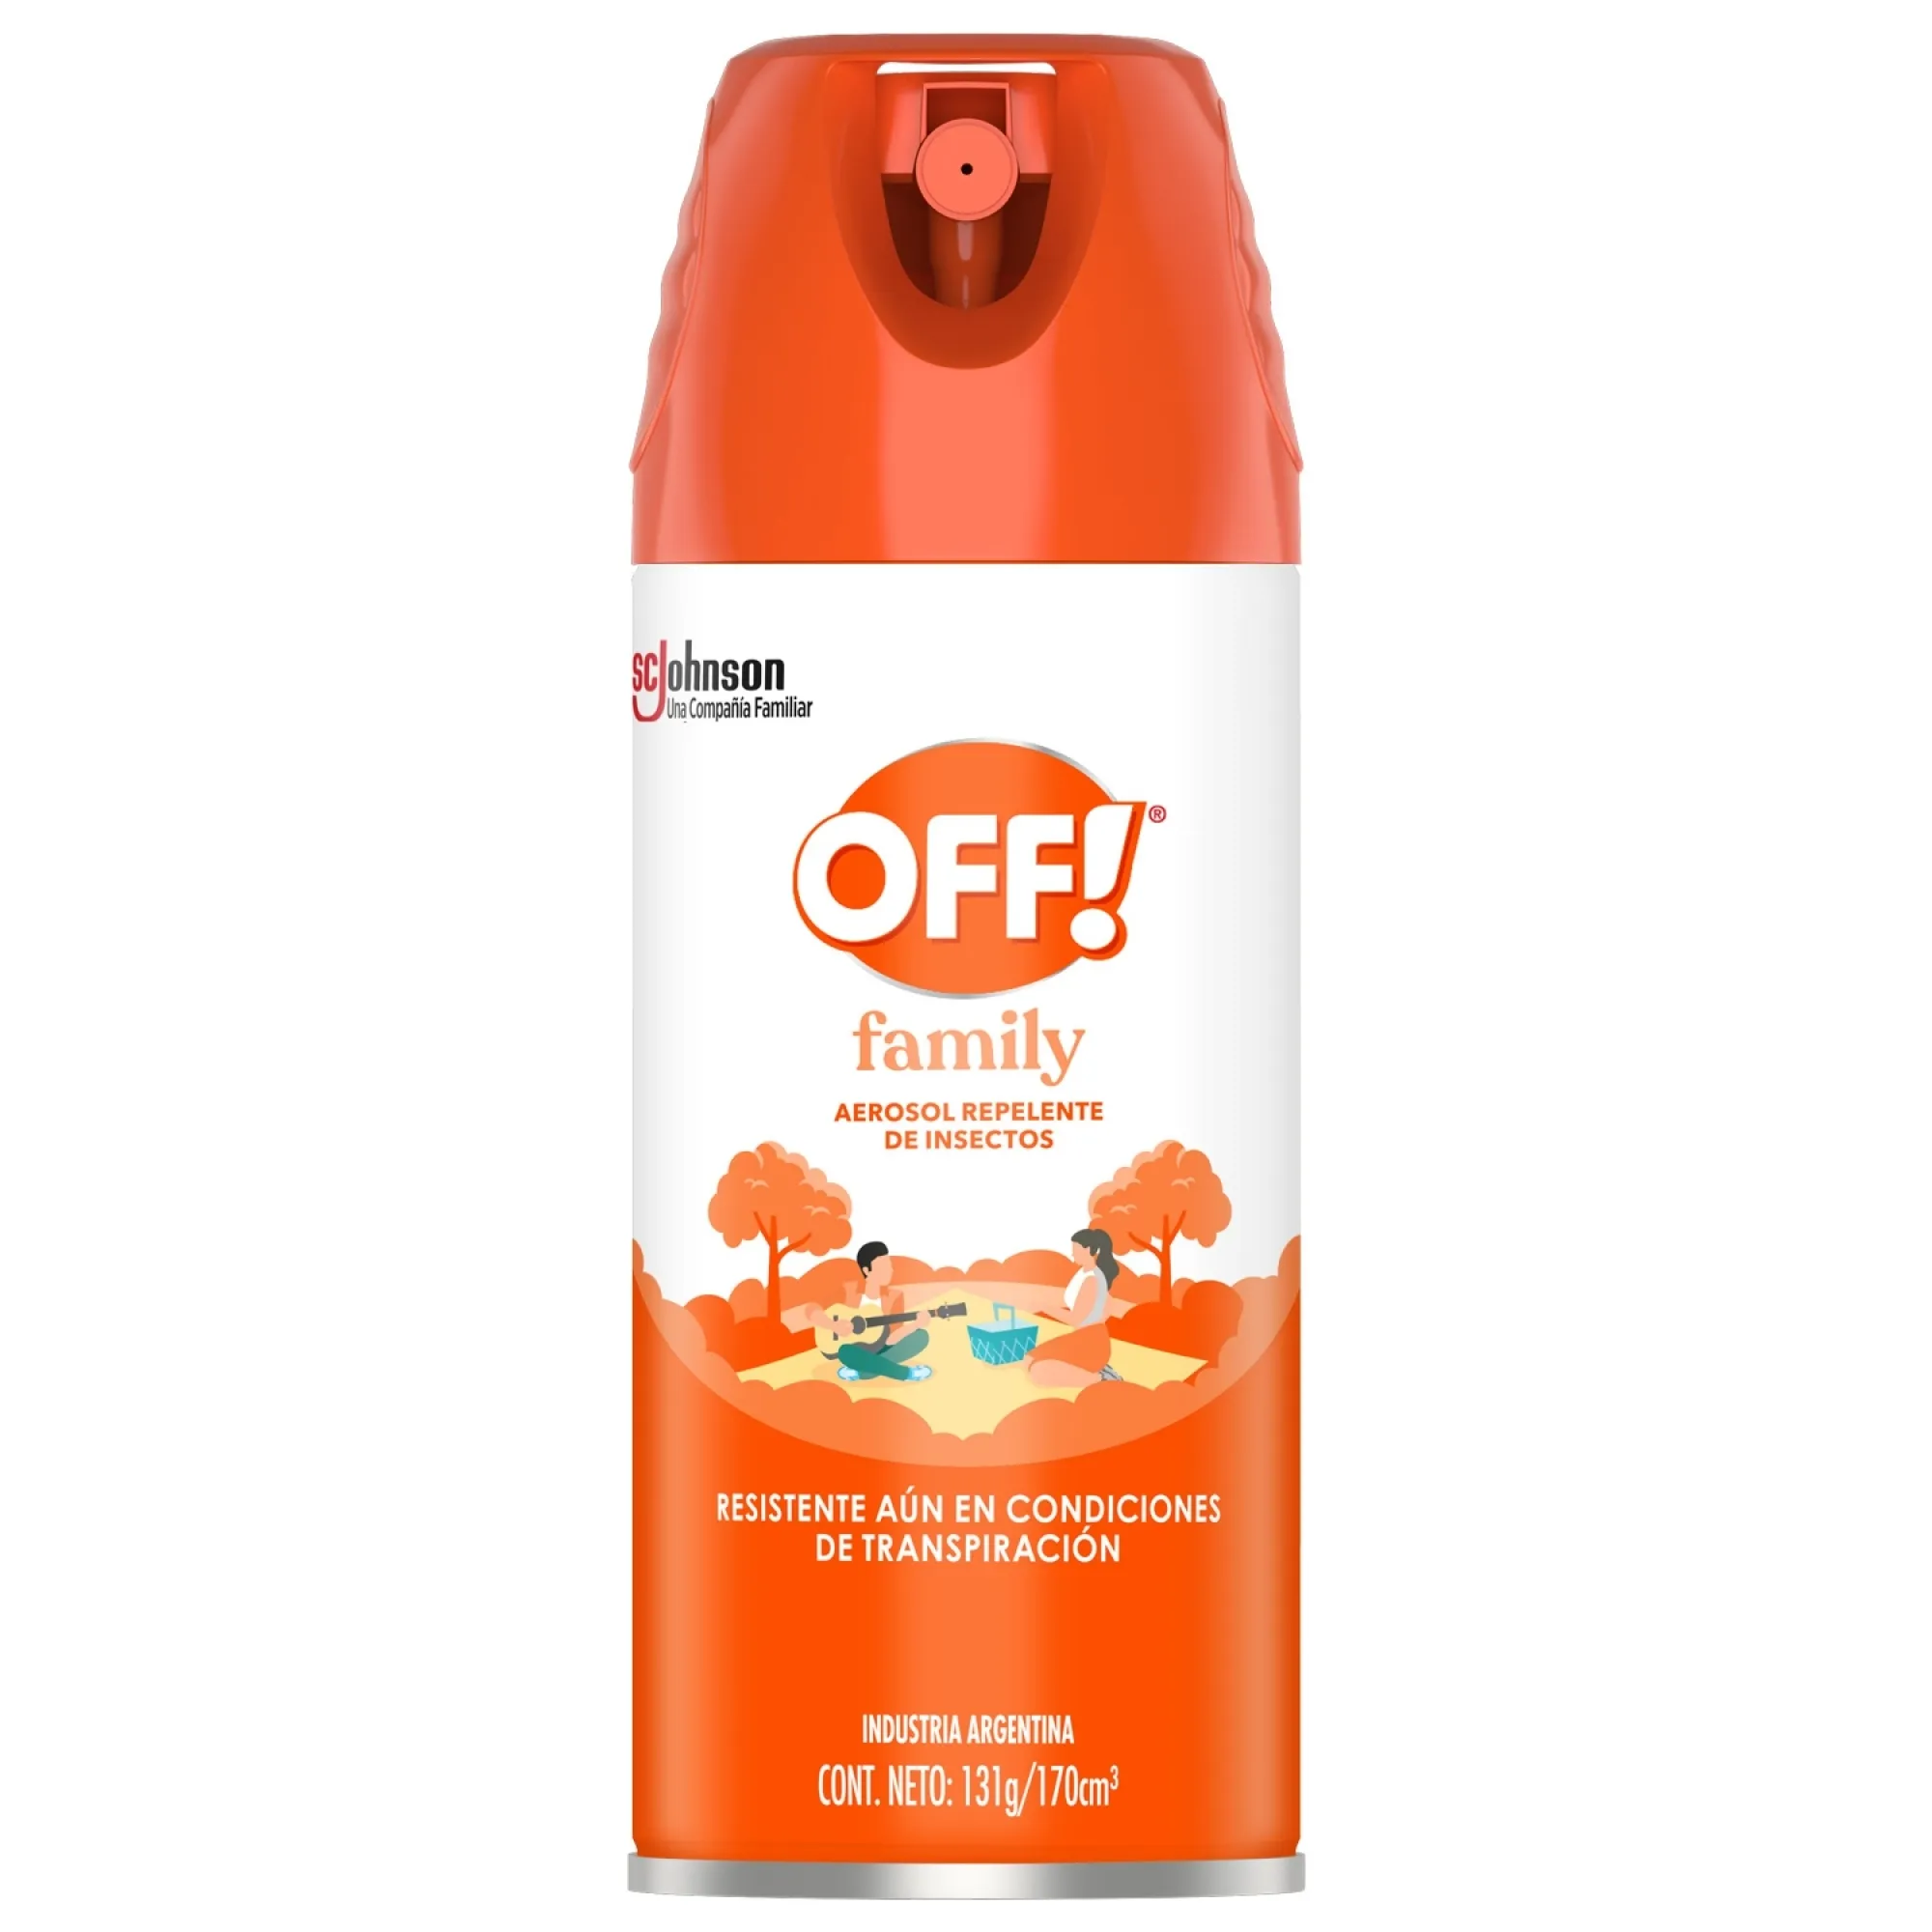 scjohnson
Una Compañía Familiar
OFF!®
family
AEROSOL REPELENTE
DE INSECTOS
RESISTENTE AÚN EN CONDICIONES
DE TRANSPIRACIÓN
INDUSTRIA ARGENTINA
CONT. NETO: 131g/170cm³